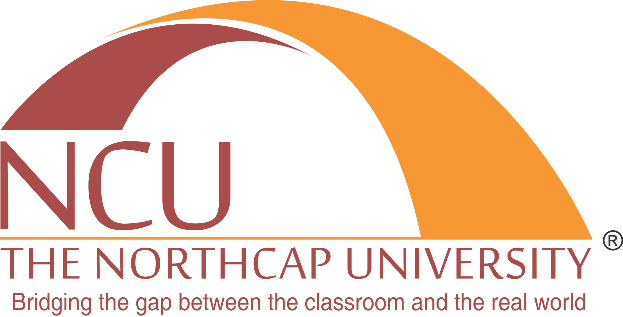 NCU
THE NORTHCAP UNIVERSITY ®
Bridging the gap between the classroom and the real world